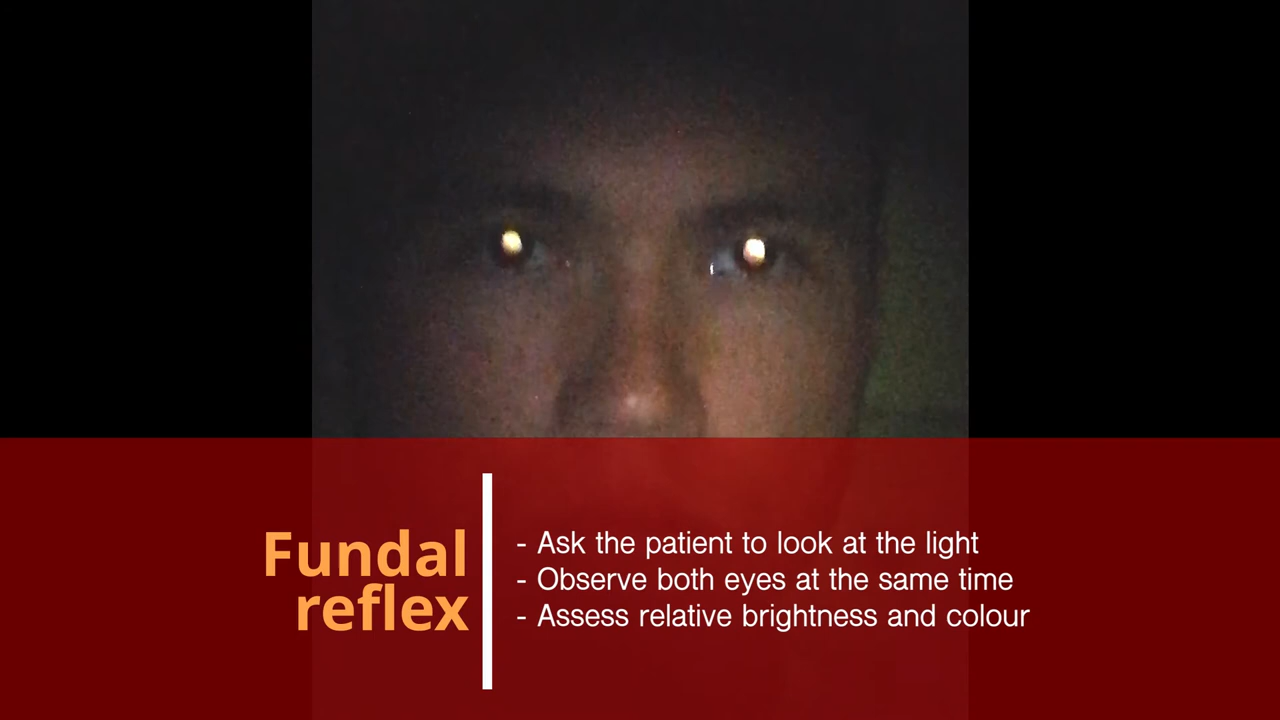 Fundal
reflex
- Ask the patient to look at the light
- Observe both eyes at the same time
- Assess relative brightness and colour